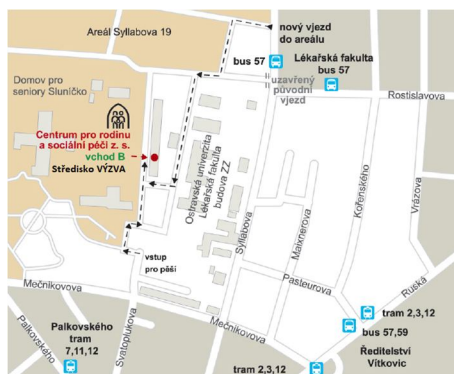 nový vjezd
do areálu
Areál Syllabova 19
bus 57
Lékařská fakulta
bus 57
uzavřený
původní
vjezd
Rostislavova
Domov pro
seniory Sluníčko
Centrum pro rodinu
a sociální péči z. s.
vchod B
Středisko VÝZVA
Ostravská univerzita
Lékařská fakulta
budova ZZ
Syllabova
Matxnerova
Kořenského
Vrázova
vstup
pro pěší
Mečnikovova
Pasteurova
Ruská
tram 2,3,12
bus 57,59
Mečnikovova
Palkovského
Palkovského
tram
7,11,12
Svatoplukova
Ředitelství
Vítkovic
tram 2,3,12